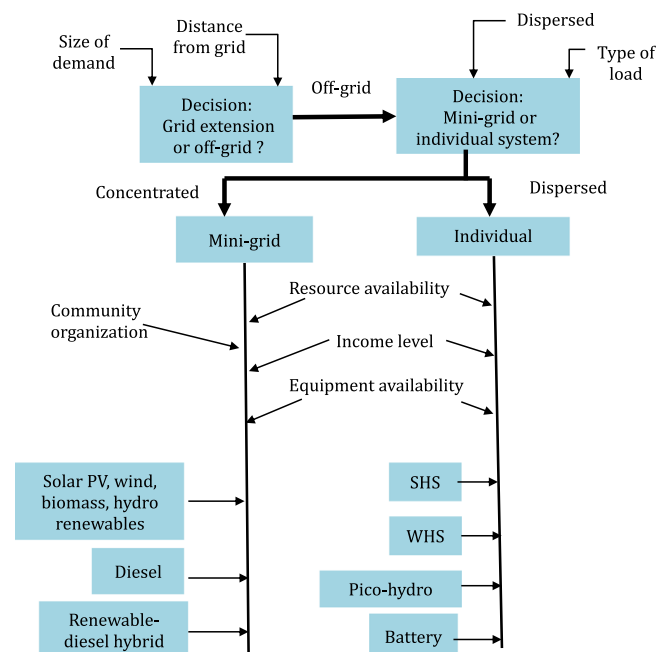 Size of
demand
Distance
from grid
Dispersed
Type of
load
Decision:
Grid extension
or off-grid ?
Off-grid
Decision:
Mini-grid or
individual system?
Concentrated
Dispersed
Mini-grid
Individual
Resource availability
Community
organization
Income level
Equipment availability
Solar PV, wind,
biomass, hydro
renewables
SHS
WHS
Diesel
Pico-hydro
Renewable-
diesel hybrid
Battery